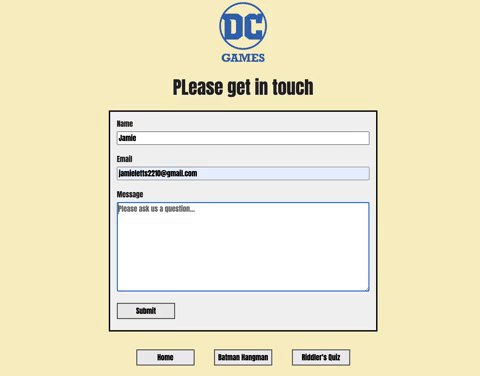 DC
GAMES
PLease get in touch
Name
Jamie
Email
jamieletts2210@gmail.com
Message
Please ask us a question...
Submit
Home Batman Hangman Riddler's Quiz